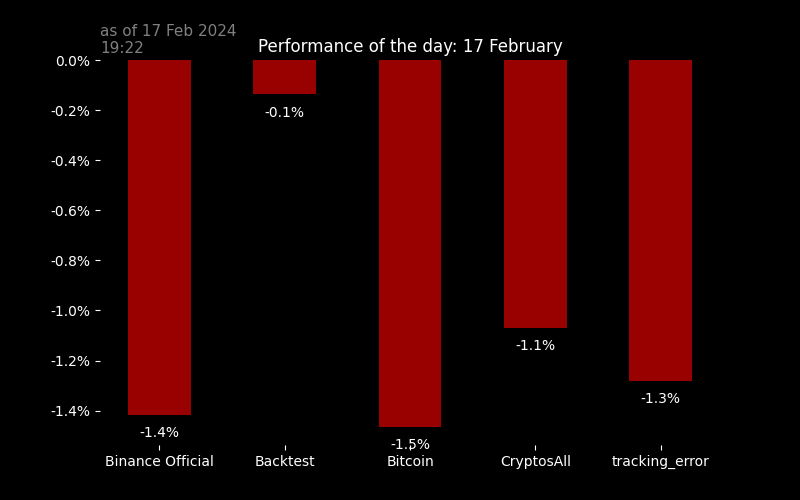 as of 17 Feb 2024
19:22
Performance of the day: 17 February
0.0%
-0.2%
-0.4%
-0.6%
-0.8%
-1.0%
-1.2%
-1.4%
-1.4%
-0.1%
-1.5%
-1.1%
-1.3%
Binance Official
Backtest
Bitcoin
CryptosAll
tracking_error